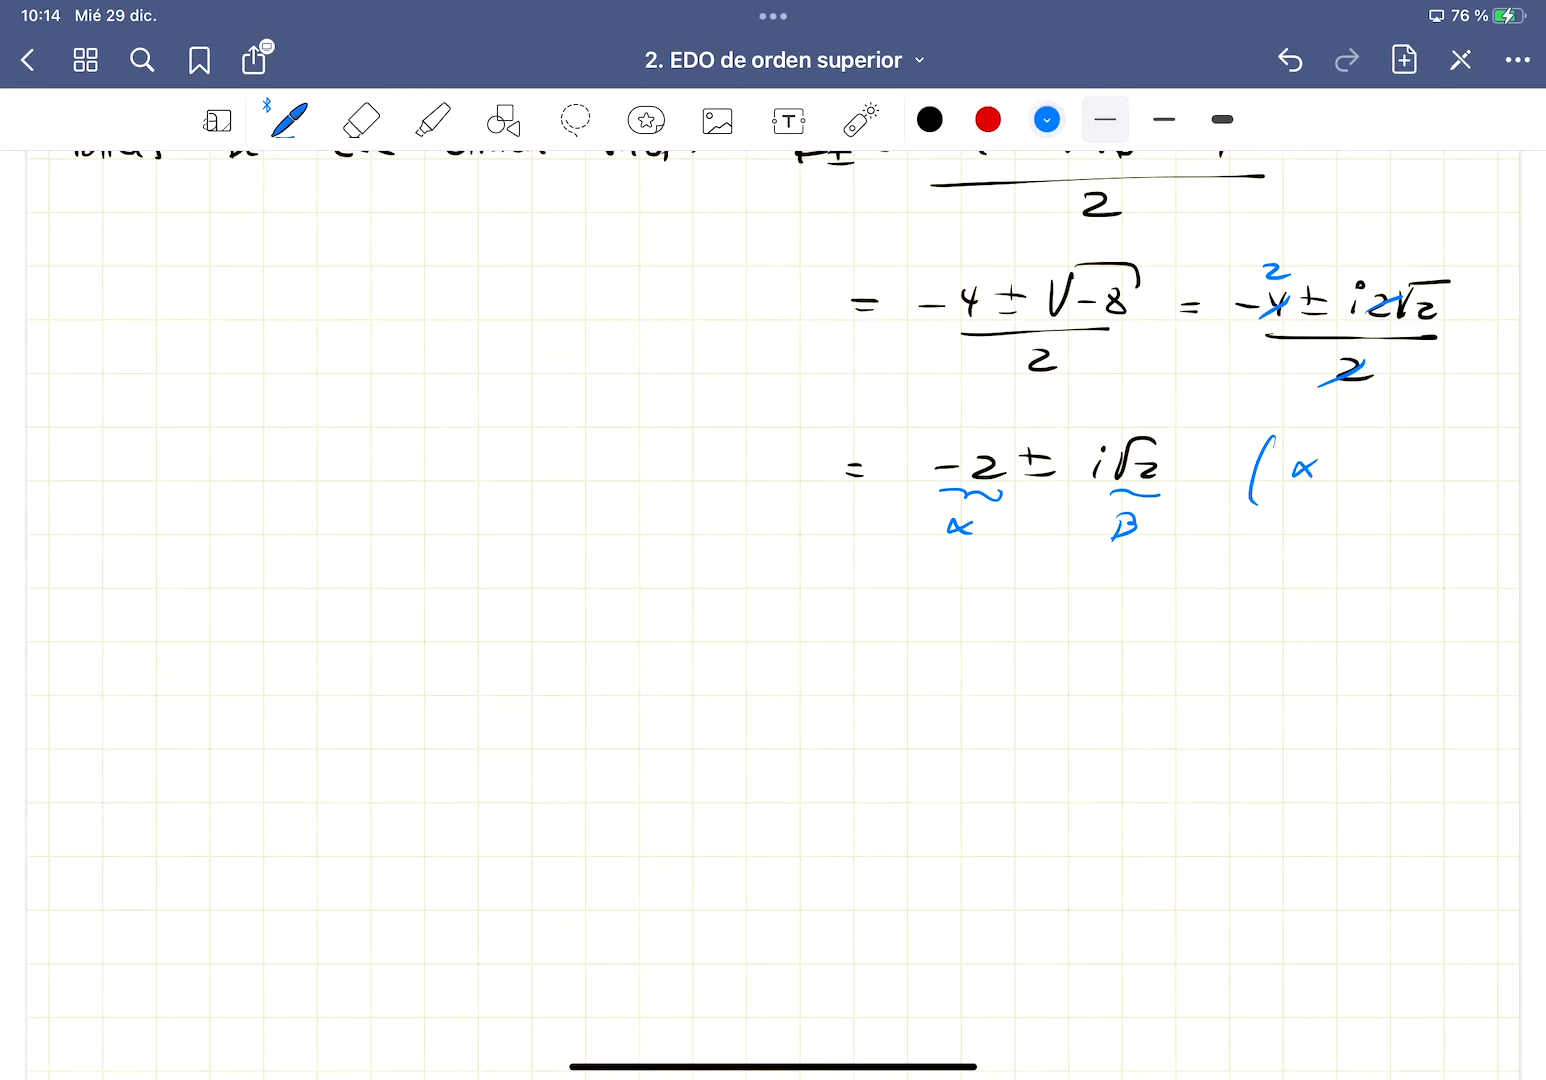 10:14 Mié 29 dic.
76 %
2. EDO de orden superior
T
2
= -4 ± √-8 / 2 = -4 ± i2√2 / 2
2
= -2 ± i√2 ( α
α β